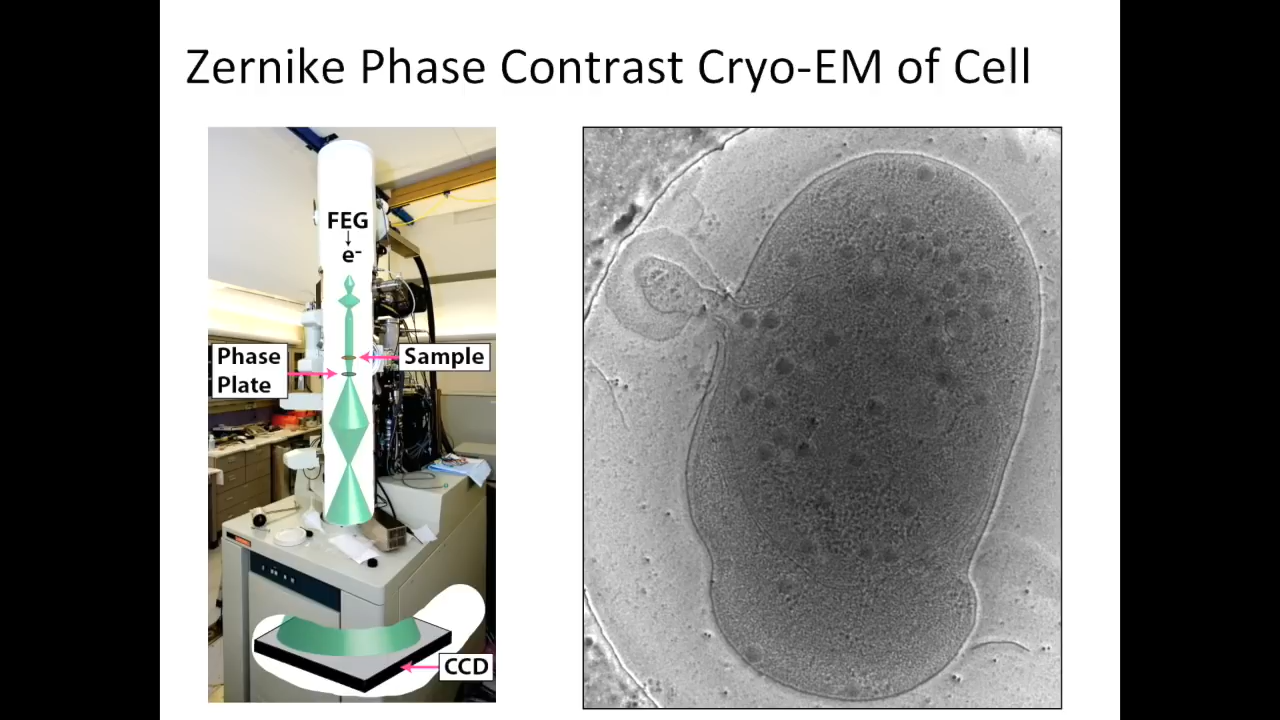 Zernike Phase Contrast Cryo-EM of Cell
FEG
e-
Phase
Plate
Sample
CCD